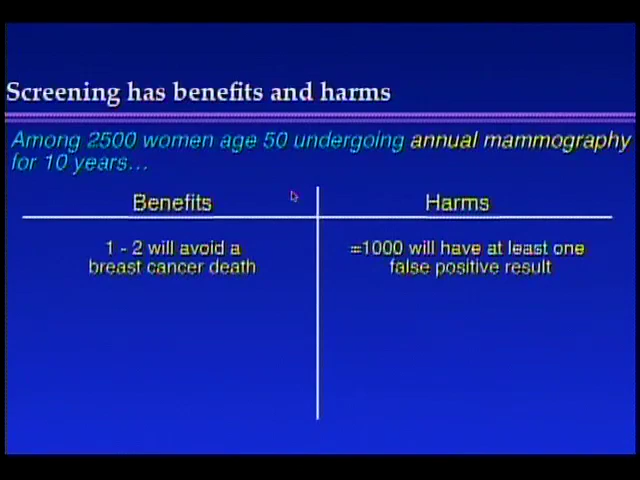 Screening has benefits and harms
Among 2500 women age 50 undergoing annual mammography
for 10 years...
Benefits
Harms
1 - 2 will avoid a
breast cancer death
=1000 will have at least one
false positive result